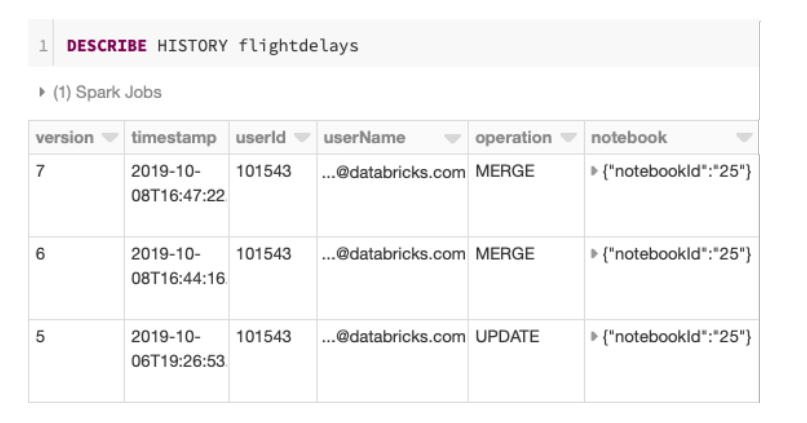 1 DESCRIBE HISTORY flightdelays
(1) Spark Jobs
version timestamp userId userName operation notebook
7 2019-10- 101543 ...@databricks.com MERGE {"notebookId":"25"}
08T16:47:22.
6 2019-10- 101543 ...@databricks.com MERGE {"notebookId":"25"}
08T16:44:16.
5 2019-10- 101543 ...@databricks.com UPDATE {"notebookId":"25"}
06T19:26:53.